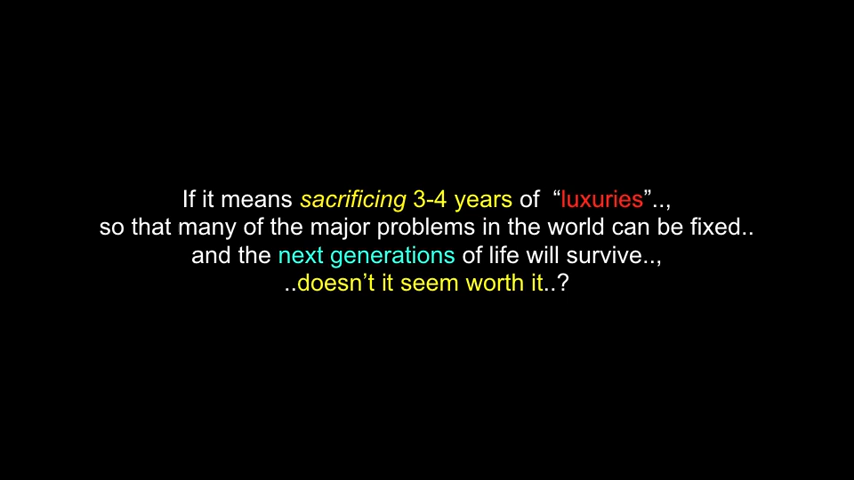 If it means sacrificing 3-4 years of  “luxuries”..,
so that many of the major problems in the world can be fixed..
and the next generations of life will survive..,
..doesn’t it seem worth it..?